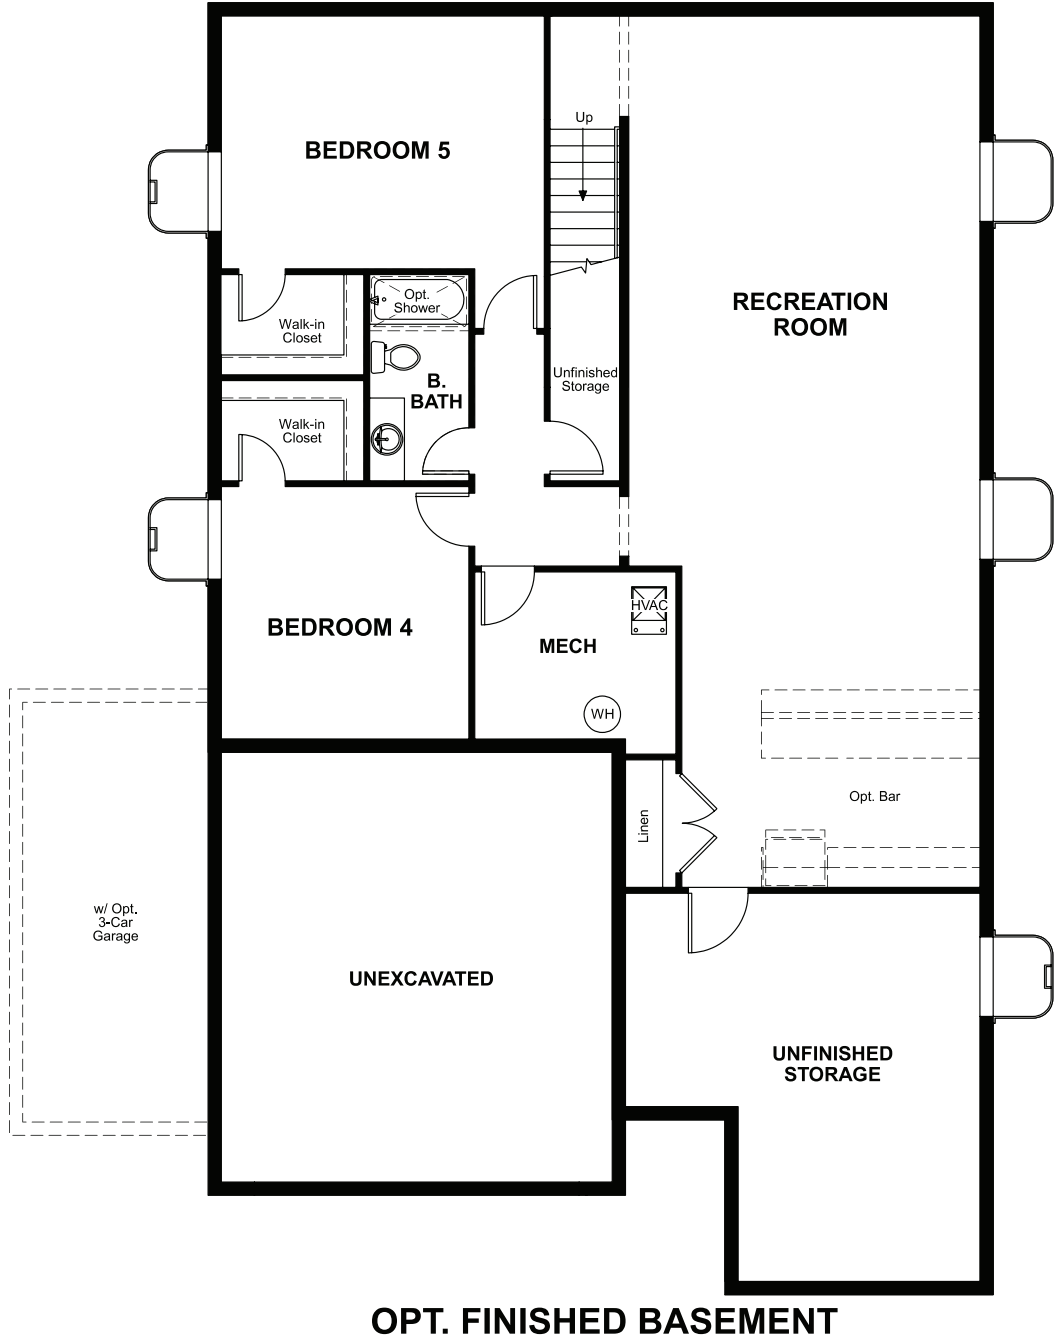 Up
BEDROOM 5
Opt.
Shower
RECREATION
ROOM
Walk-in
Closet
Unfinished
Storage
B.
BATH
Walk-in
Closet
HVAC
BEDROOM 4
MECH
WH
Opt. Bar
Linen
w/ Opt.
3-Car
Garage
UNEXCAVATED
UNFINISHED
STORAGE
OPT. FINISHED BASEMENT